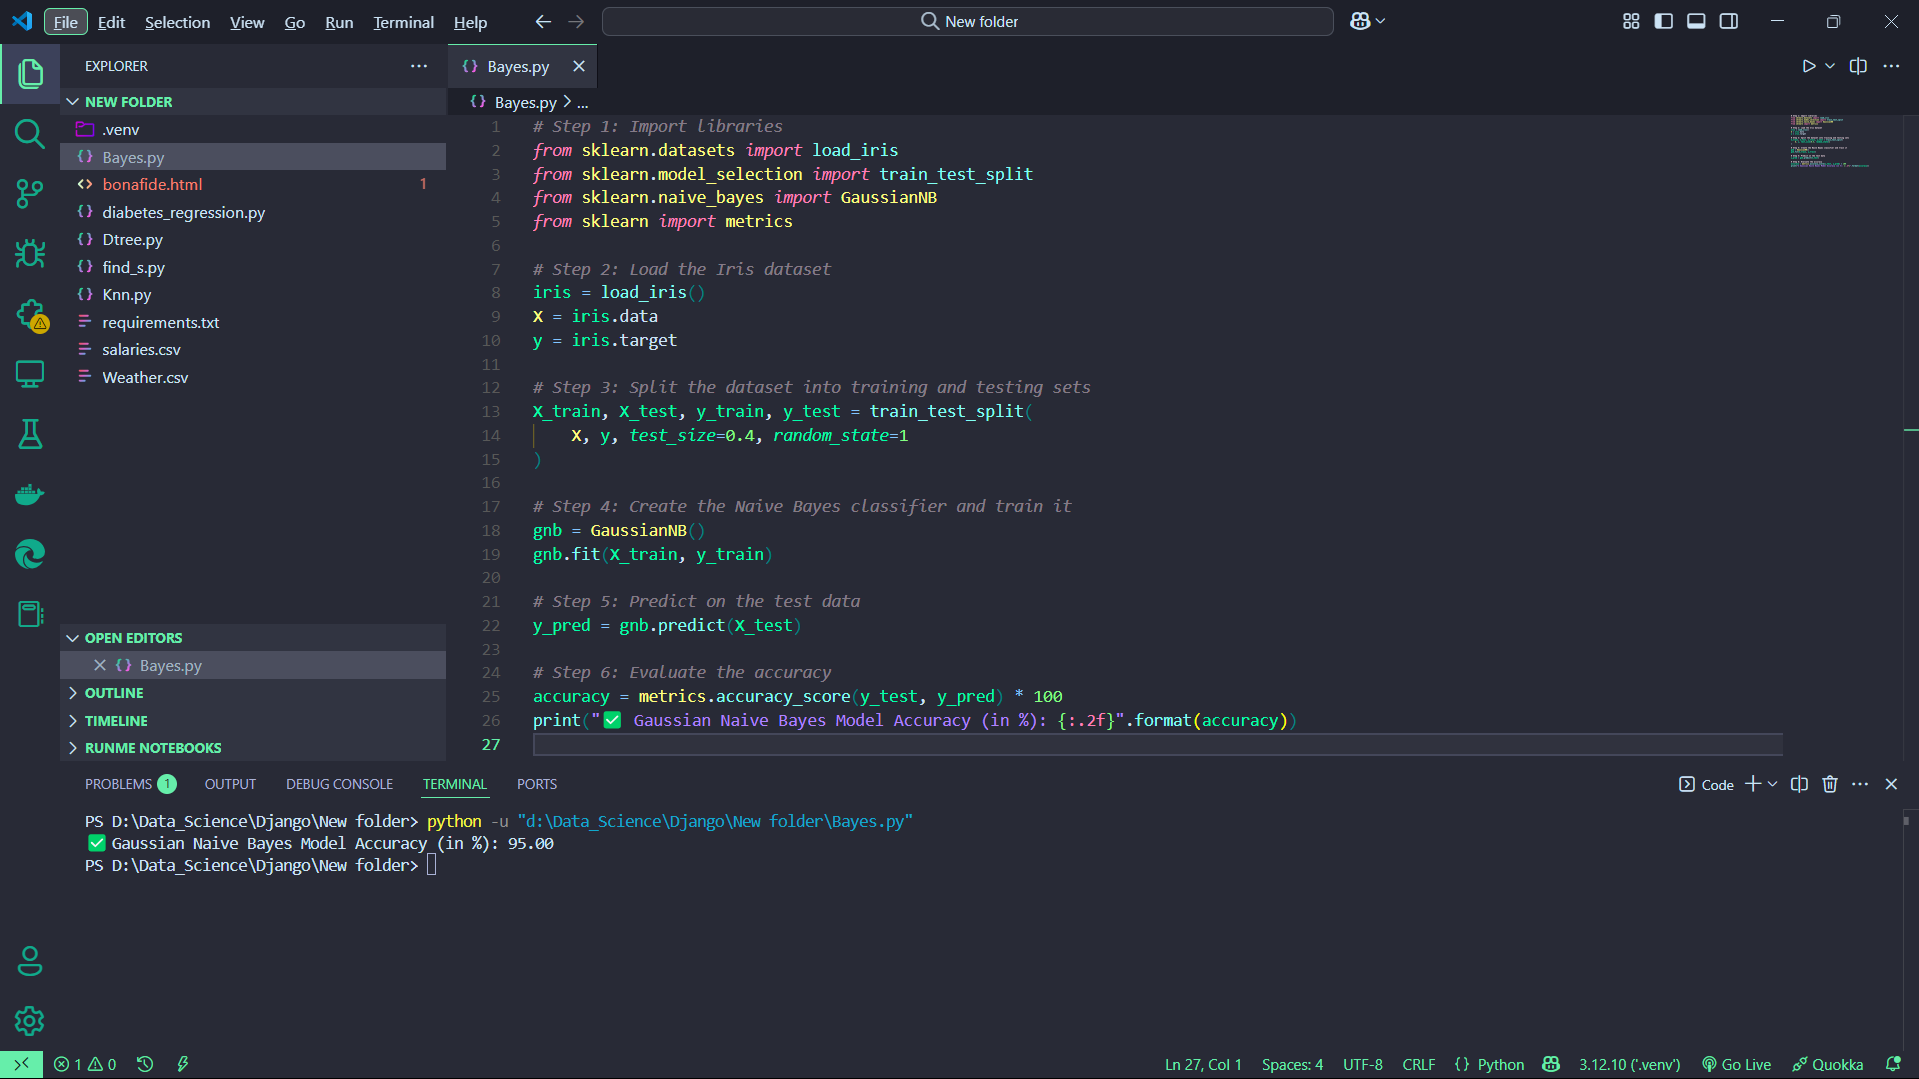 File Edit Selection View Go Run Terminal Help
New folder
EXPLORER
NEW FOLDER
.venv
Bayes.py
bonafide.html 1
diabetes_regression.py
Dtree.py
find_s.py
Knn.py
requirements.txt
salaries.csv
Weather.csv
OPEN EDITORS
Bayes.py
OUTLINE
TIMELINE
RUNME NOTEBOOKS
Bayes.py
Bayes.py > ...
1 # Step 1: Import libraries
2 from sklearn.datasets import load_iris
3 from sklearn.model_selection import train_test_split
4 from sklearn.naive_bayes import GaussianNB
5 from sklearn import metrics
6
7 # Step 2: Load the Iris dataset
8 iris = load_iris()
9 X = iris.data
10 y = iris.target
11
12 # Step 3: Split the dataset into training and testing sets
13 X_train, X_test, y_train, y_test = train_test_split(
14     X, y, test_size=0.4, random_state=1
15 )
16
17 # Step 4: Create the Naive Bayes classifier and train it
18 gnb = GaussianNB()
19 gnb.fit(X_train, y_train)
20
21 # Step 5: Predict on the test data
22 y_pred = gnb.predict(X_test)
23
24 # Step 6: Evaluate the accuracy
25 accuracy = metrics.accuracy_score(y_test, y_pred) * 100
26 print("✅ Gaussian Naive Bayes Model Accuracy (in %): {:.2f}".format(accuracy))
27
PROBLEMS 1 OUTPUT DEBUG CONSOLE TERMINAL PORTS
Code
PS D:\Data_Science\Django\New folder> python -u "d:\Data_Science\Django\New folder\Bayes.py"
✅ Gaussian Naive Bayes Model Accuracy (in %): 95.00
PS D:\Data_Science\Django\New folder>
1 0 Ln 27, Col 1 Spaces: 4 UTF-8 CRLF {} Python 3.12.10 ('.venv') Go Live Quokka